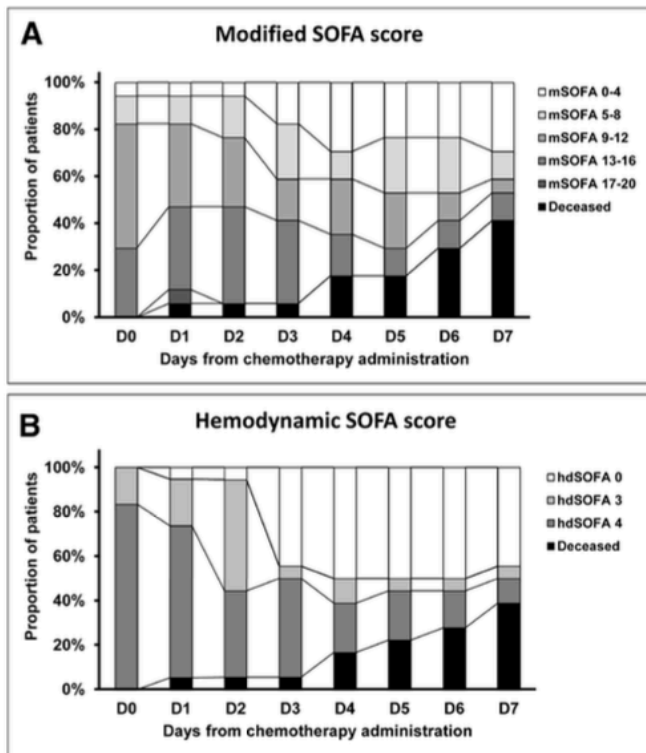 A
Modified SOFA score
100%
80%
60%
40%
20%
0%
Proportion of patients
D0 D1 D2 D3 D4 D5 D6 D7
Days from chemotherapy administration
mSOFA 0-4
mSOFA 5-8
mSOFA 9-12
mSOFA 13-16
mSOFA 17-20
Deceased
B
Hemodynamic SOFA score
100%
80%
60%
40%
20%
0%
Proportion of patients
D0 D1 D2 D3 D4 D5 D6 D7
Days from chemotherapy administration
hdSOFA 0
hdSOFA 3
hdSOFA 4
Deceased